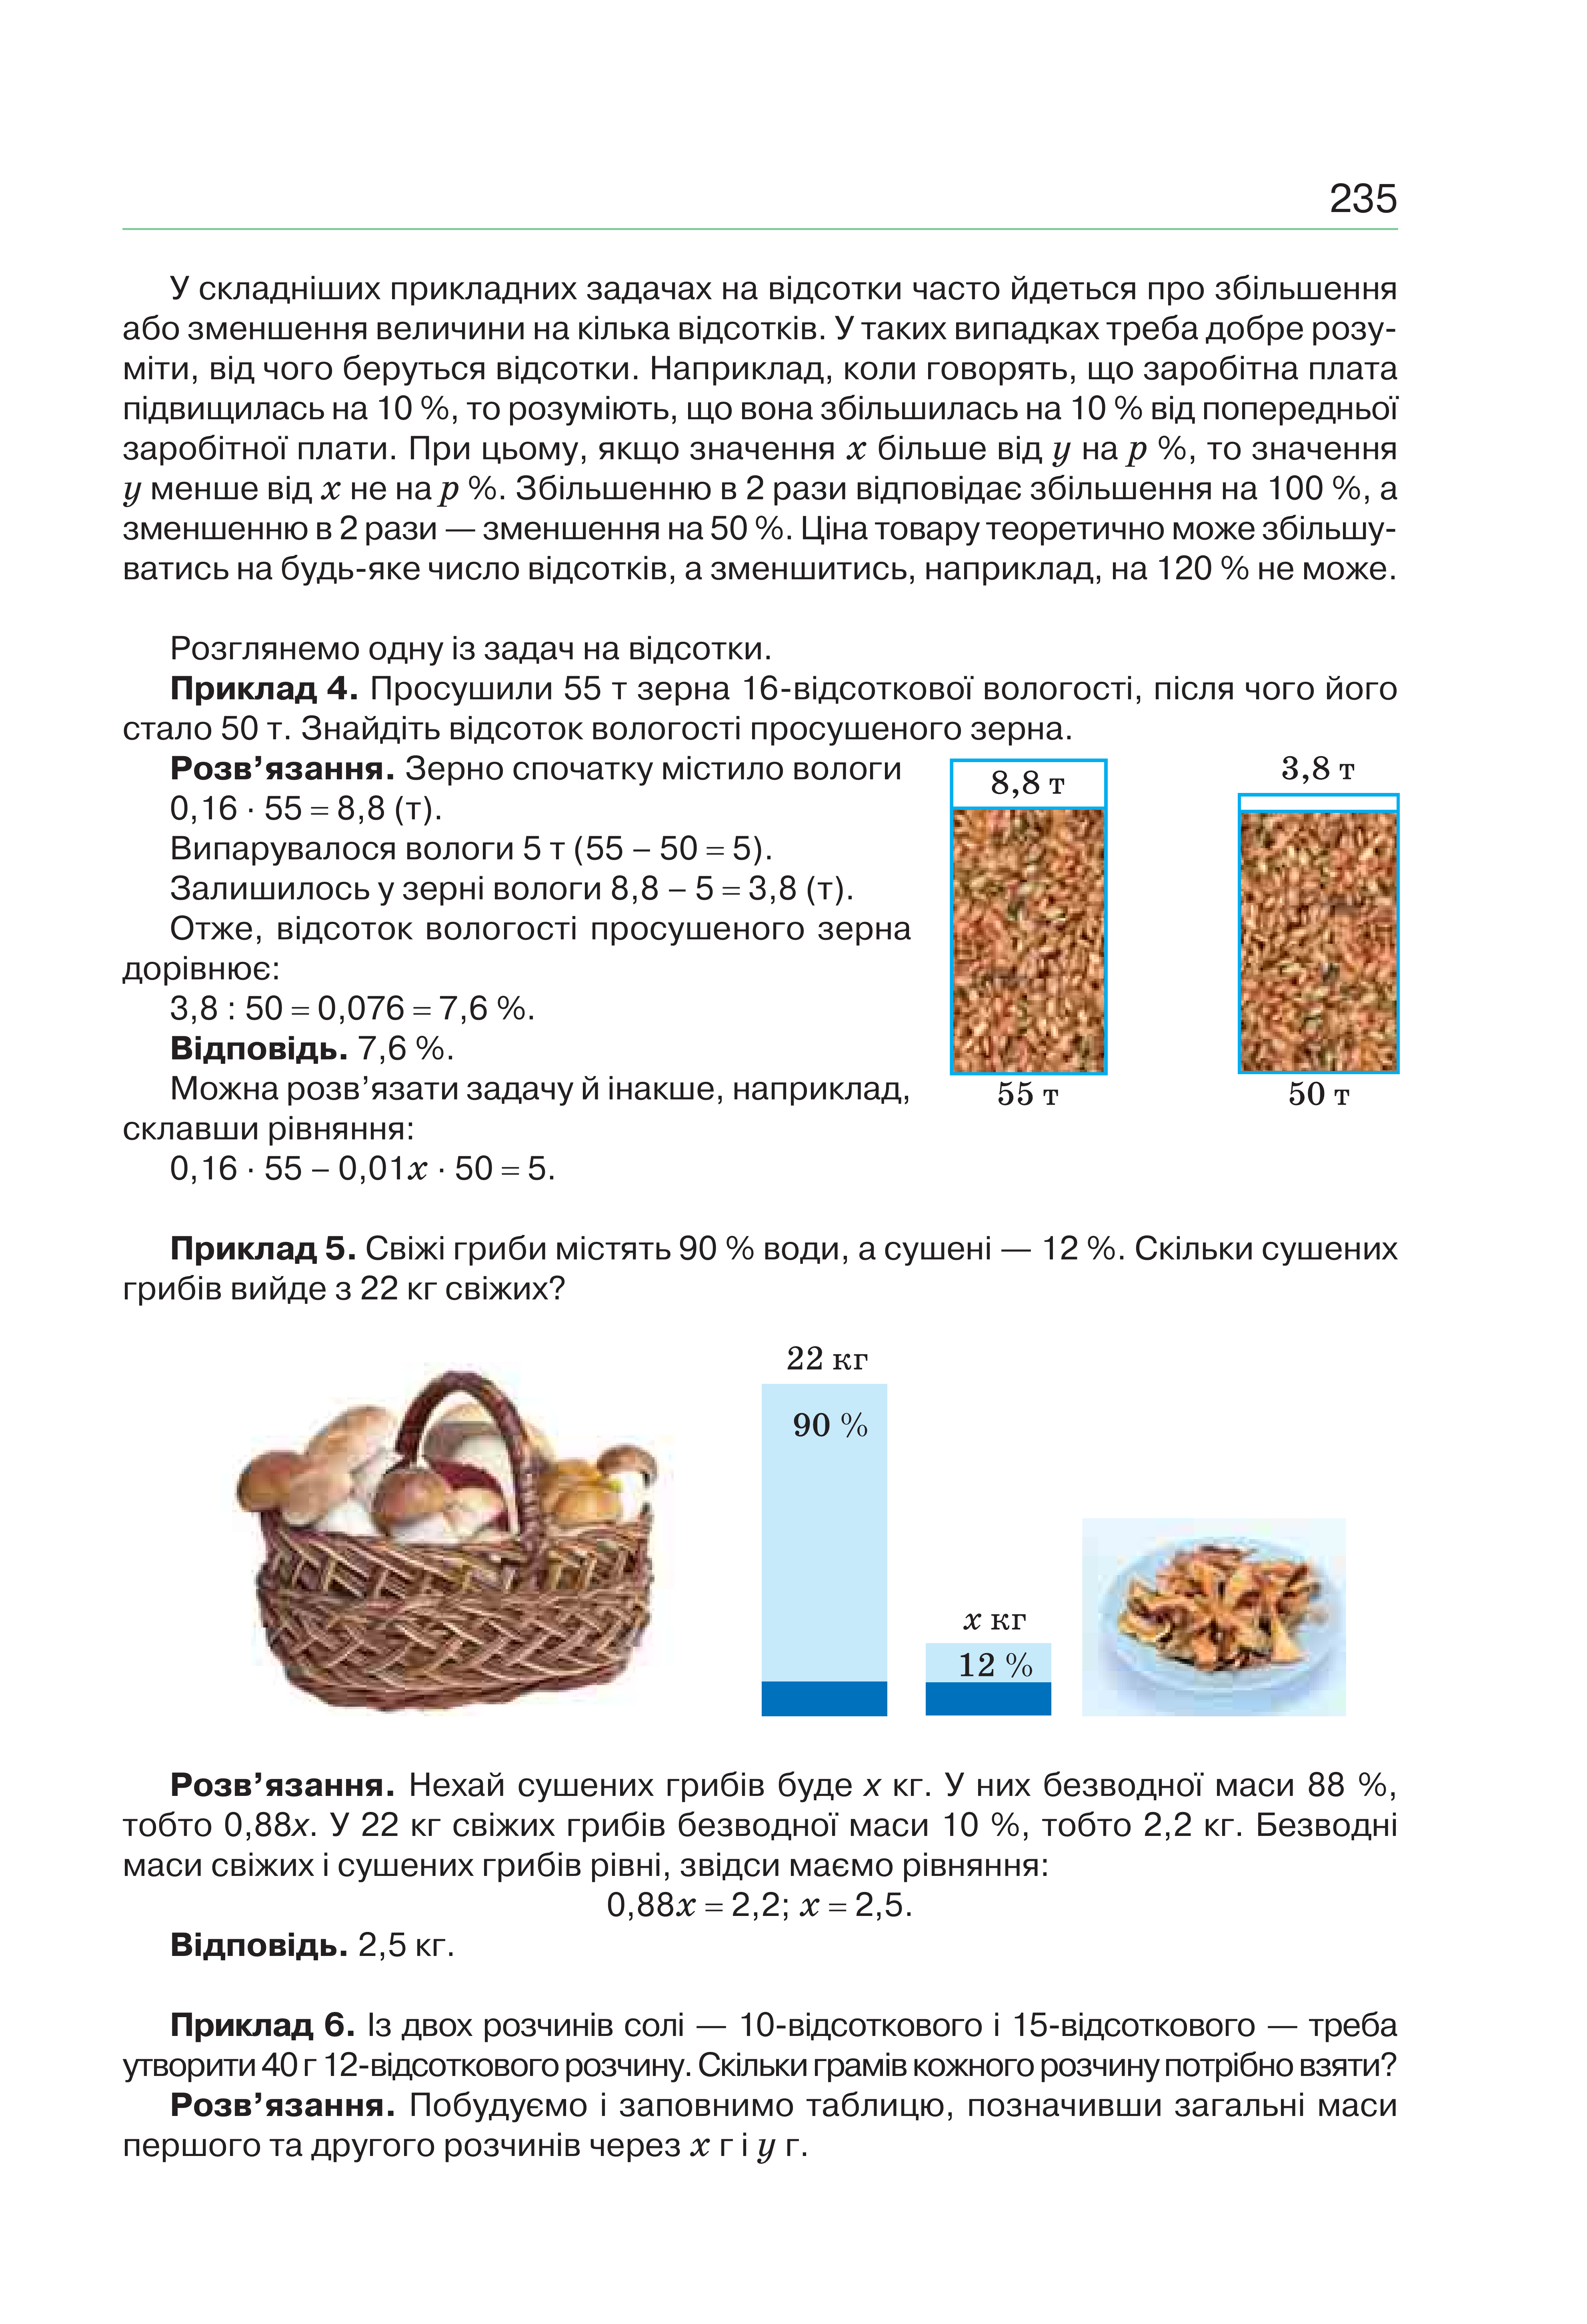 235
У складніших прикладних задачах на відсотки часто йдеться про збільшення
або зменшення величини на кілька відсотків. У таких випадках треба добре розу-
міти, від чого беруться відсотки. Наприклад, коли говорять, що заробітна плата
підвищилась на 10 %, то розуміють, що вона збільшилась на 10 % від попередньої
заробітної плати. При цьому, якщо значення x більше від y на p %, то значення
y менше від x не на p %. Збільшенню в 2 рази відповідає збільшення на 100 %, а
зменшенню в 2 рази — зменшення на 50 %. Ціна товару теоретично може збільшу-
ватись на будь-яке число відсотків, а зменшитись, наприклад, на 120 % не може.
Розглянемо одну із задач на відсотки.
Приклад 4. Просушили 55 т зерна 16-відсоткової вологості, після чого його
стало 50 т. Знайдіть відсоток вологості просушеного зерна.
Розв’язання. Зерно спочатку містило вологи
0,16 · 55 = 8,8 (т).
Випарувалося вологи 5 т (55 – 50 = 5).
Залишилось у зерні вологи 8,8 – 5 = 3,8 (т).
Отже, відсоток вологості просушеного зерна
дорівнює:
3,8 : 50 = 0,076 = 7,6 %.
Відповідь. 7,6 %.
Можна розв’язати задачу й інакше, наприклад,
склавши рівняння:
0,16 · 55 – 0,01x · 50 = 5.
8,8 т
3,8 т
55 т
50 т
Приклад 5. Свіжі гриби містять 90 % води, а сушені — 12 %. Скільки сушених
грибів вийде з 22 кг свіжих?
22 кг
90 %
x кг
12 %
Розв’язання. Нехай сушених грибів буде x кг. У них безводної маси 88 %,
тобто 0,88x. У 22 кг свіжих грибів безводної маси 10 %, тобто 2,2 кг. Безводні
маси свіжих і сушених грибів рівні, звідси маємо рівняння:
0,88x = 2,2; x = 2,5.
Відповідь. 2,5 кг.
Приклад 6. Із двох розчинів солі — 10-відсоткового і 15-відсоткового — треба
утворити 40 г 12-відсоткового розчину. Скільки грамів кожного розчину потрібно взяти?
Розв’язання. Побудуємо і заповнимо таблицю, позначивши загальні маси
першого та другого розчинів через x г і y г.